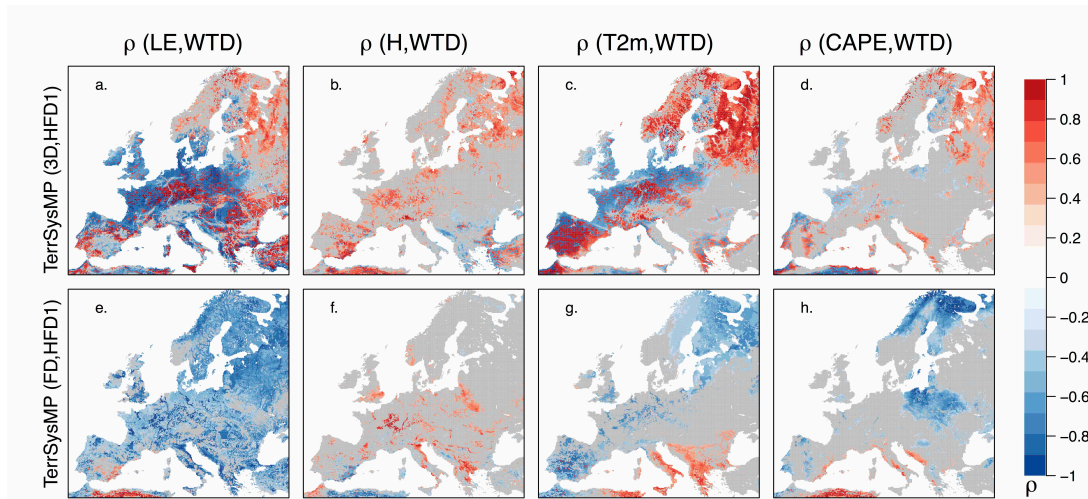 ρ (LE,WTD)
ρ (H,WTD)
ρ (T2m,WTD)
ρ (CAPE,WTD)
TerrSysMP (3D,HFD1)
a.
b.
c.
d.
TerrSysMP (FD,HFD1)
e.
f.
g.
h.
1
0.8
0.6
0.4
0.2
0
−0.2
−0.4
−0.6
−0.8
−1
ρ